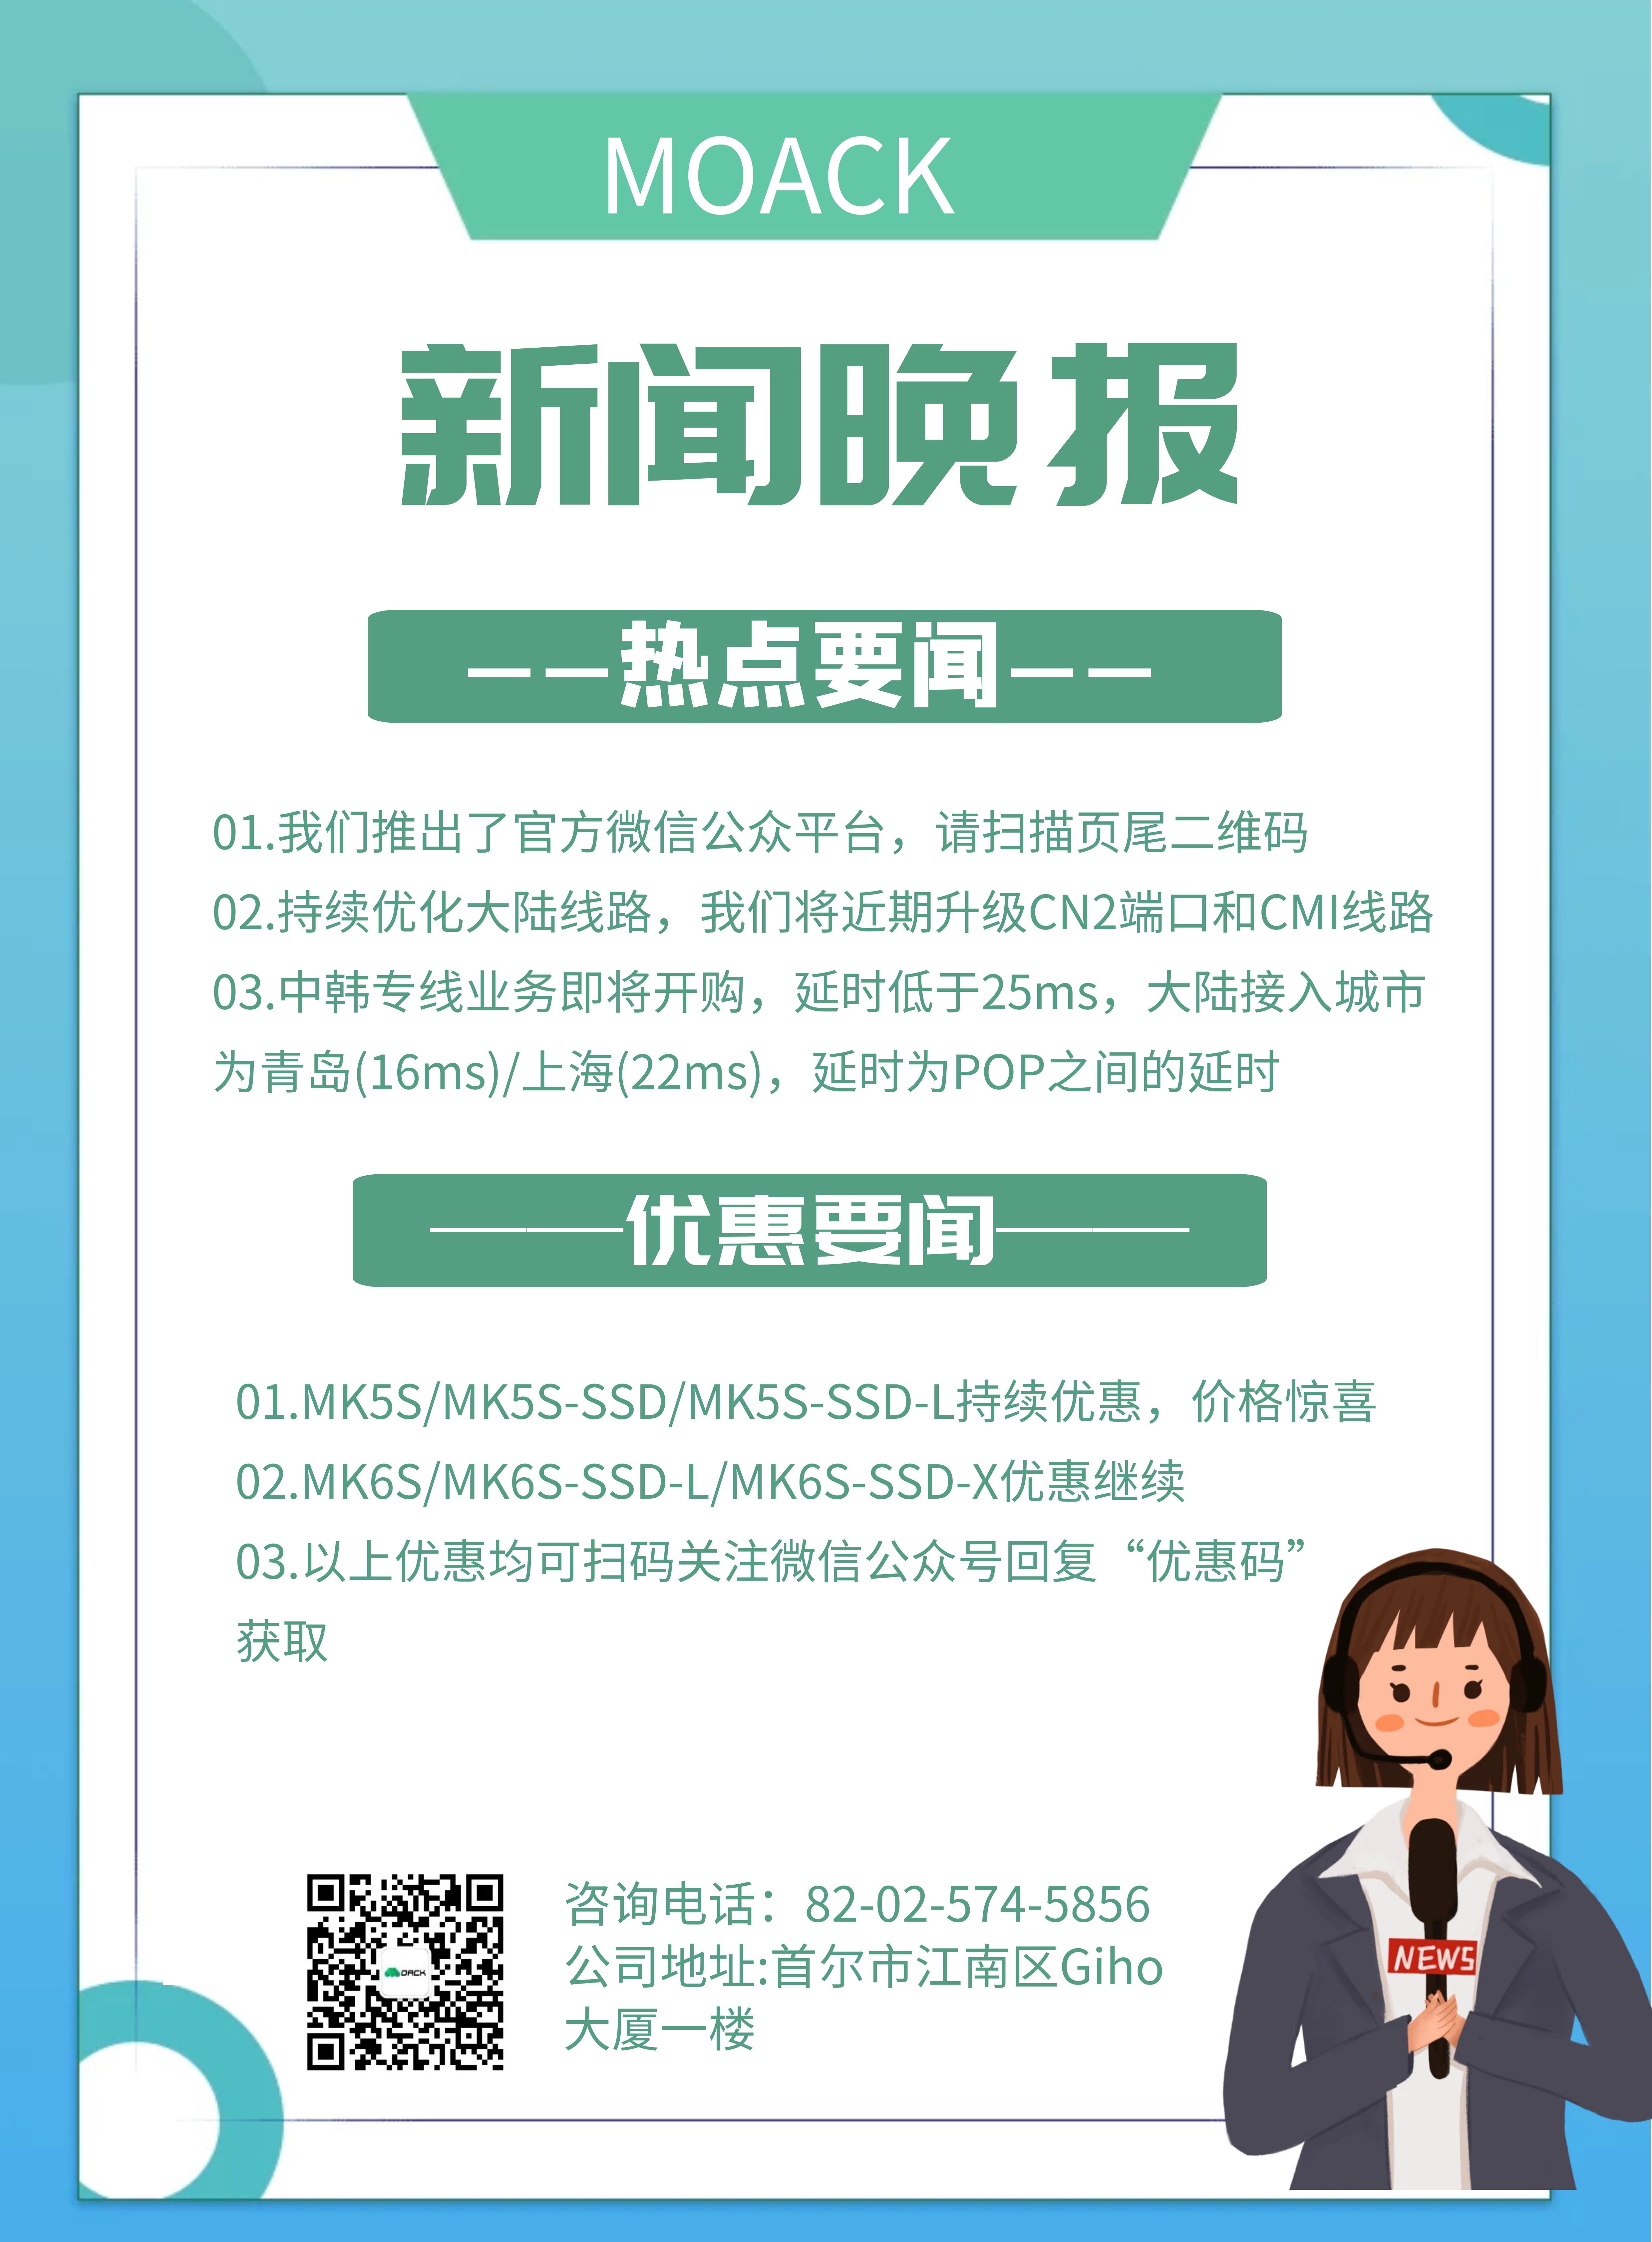 MOACK
新闻晚报
——热点要闻——
01.我们推出了官方微信公众平台，请扫描页尾二维码
02.持续优化大陆线路，我们将近期升级CN2端口和CMI线路
03.中韩专线业务即将开购，延时低于25ms，大陆接入城市
为青岛(16ms)/上海(22ms)，延时为POP之间的延时
——优惠要闻——
01.MK5S/MK5S-SSD/MK5S-SSD-L持续优惠，价格惊喜
02.MK6S/MK6S-SSD-L/MK6S-SSD-X优惠继续
03.以上优惠均可扫码关注微信公众号回复“优惠码”
获取
咨询电话：82-02-574-5856
公司地址:首尔市江南区Giho
大厦一楼
OACK
NEWS